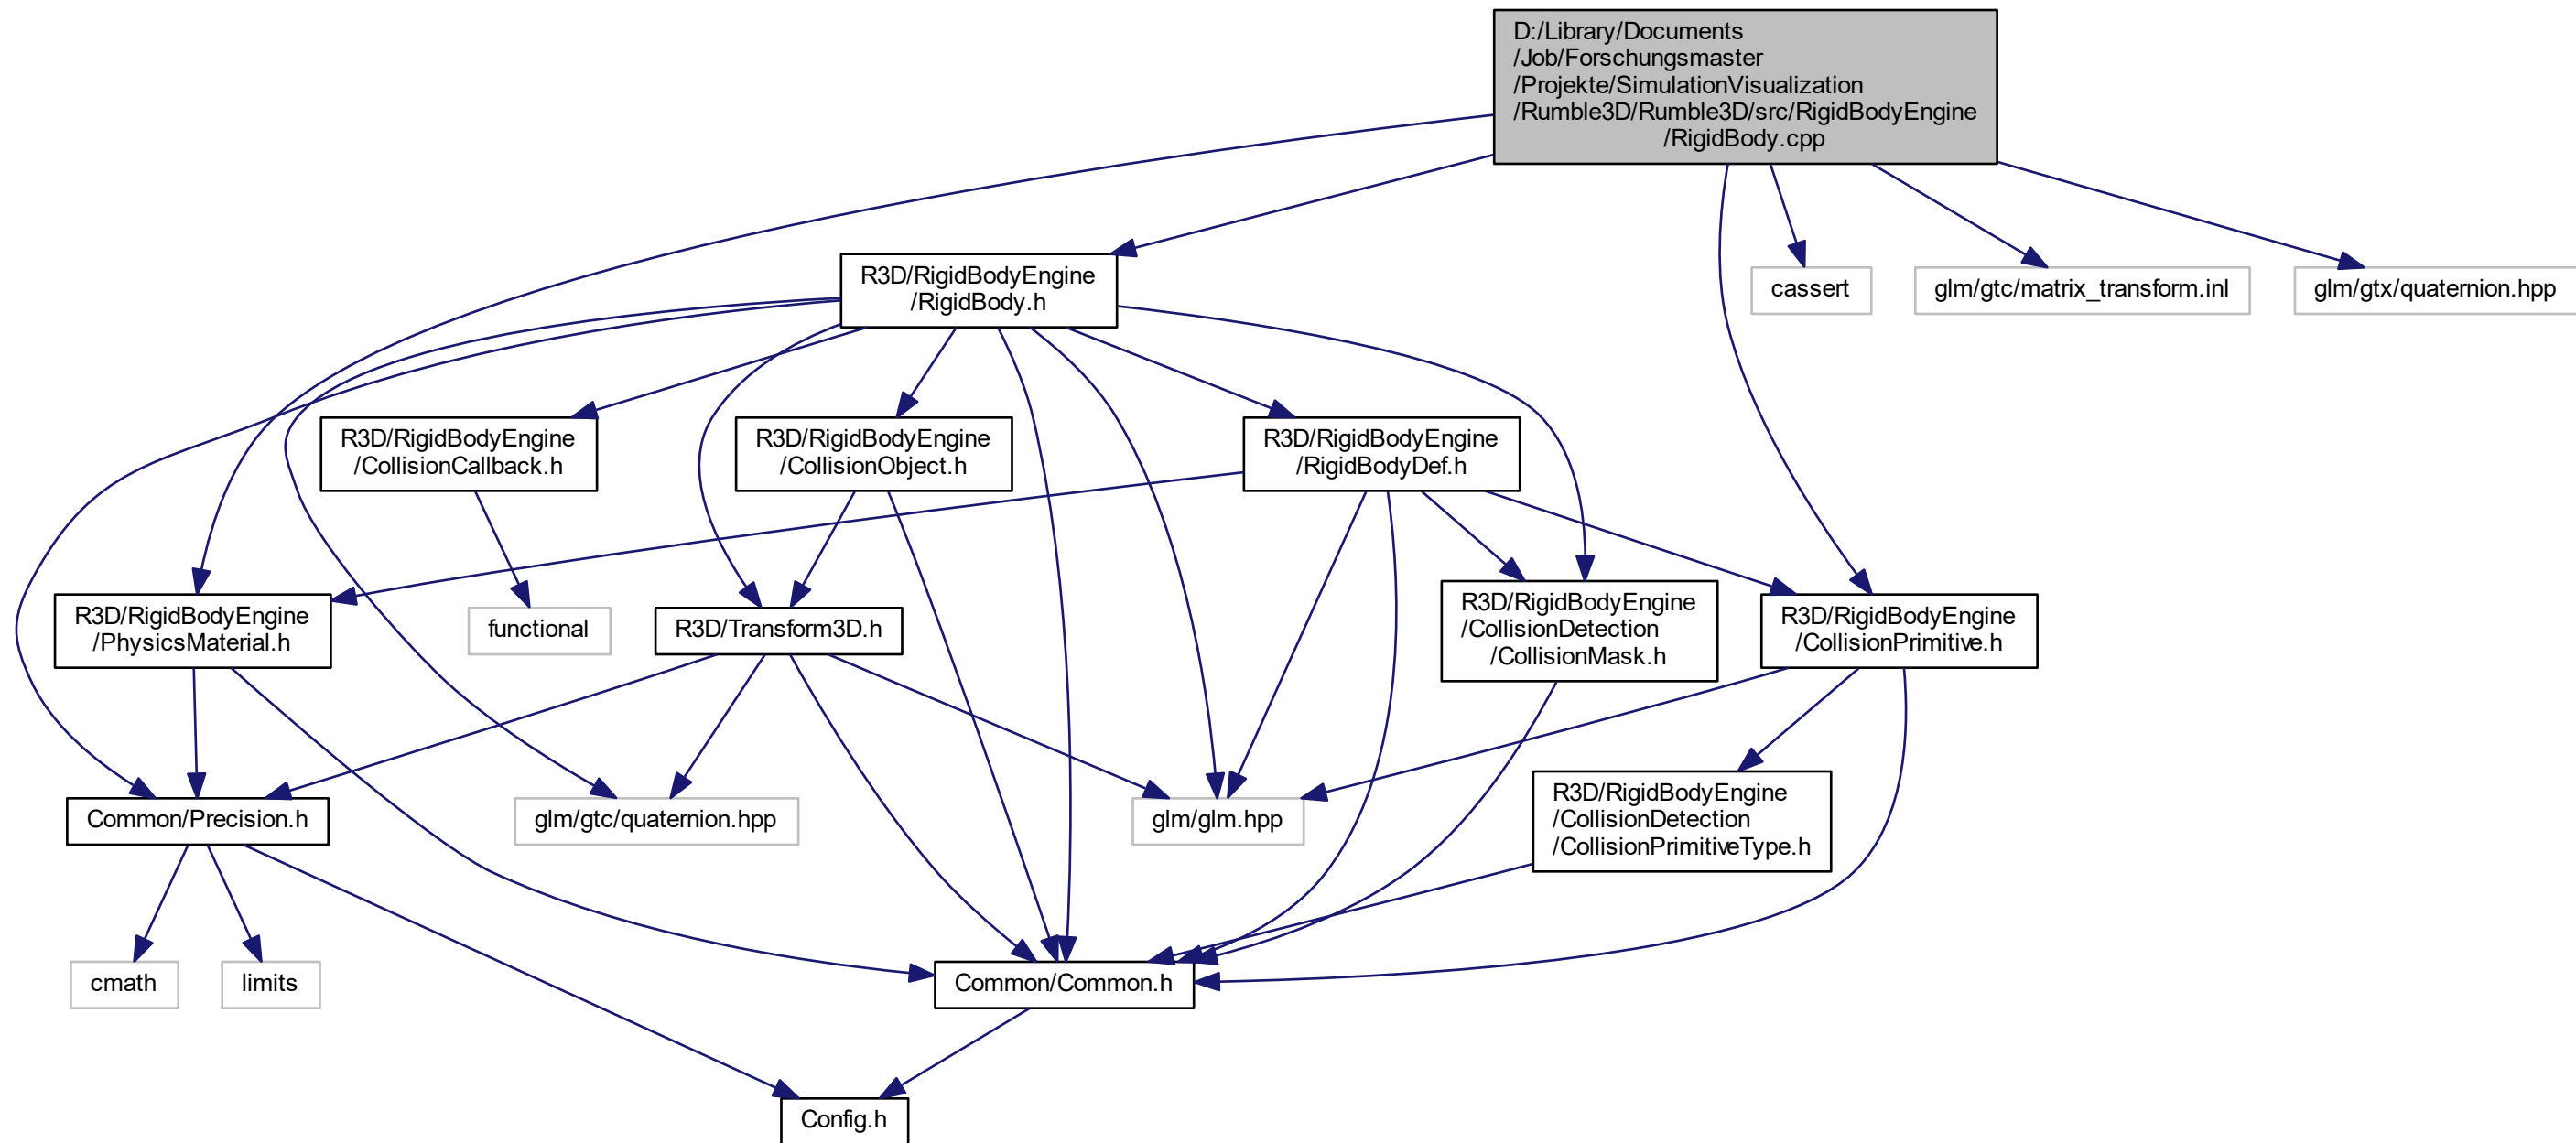 D:/Library/Documents
/Job/Forschungsmaster
/Projekte/SimulationVisualization
/Rumble3D/Rumble3D/src/RigidBodyEngine
/RigidBody.cpp
R3D/RigidBodyEngine
/RigidBody.h
cassert
glm/gtc/matrix_transform.inl
glm/gtx/quaternion.hpp
R3D/RigidBodyEngine
/CollisionCallback.h
R3D/RigidBodyEngine
/CollisionObject.h
R3D/RigidBodyEngine
/RigidBodyDef.h
R3D/RigidBodyEngine
/PhysicsMaterial.h
functional
R3D/Transform3D.h
R3D/RigidBodyEngine
/CollisionDetection
/CollisionMask.h
R3D/RigidBodyEngine
/CollisionPrimitive.h
Common/Precision.h
glm/gtc/quaternion.hpp
glm/glm.hpp
R3D/RigidBodyEngine
/CollisionDetection
/CollisionPrimitiveType.h
cmath
limits
Common/Common.h
Config.h